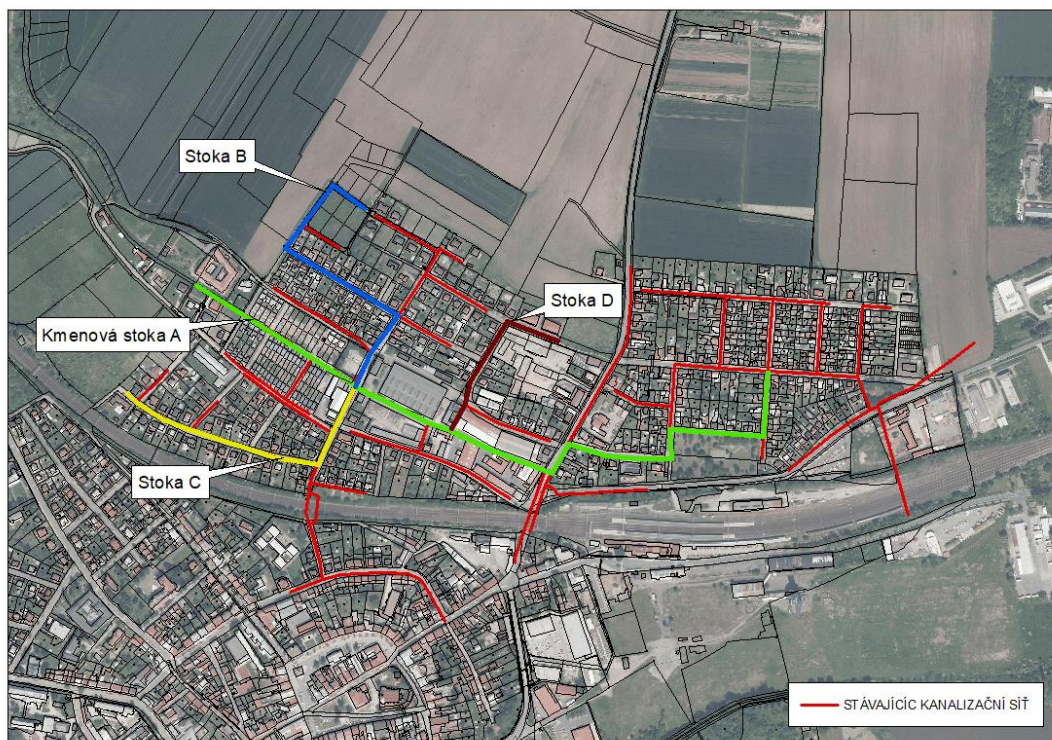 Stoka B
Stoka D
Kmenová stoka A
Stoka C
STÁVAJÍCÍC KANALIZAČNÍ SÍŤ